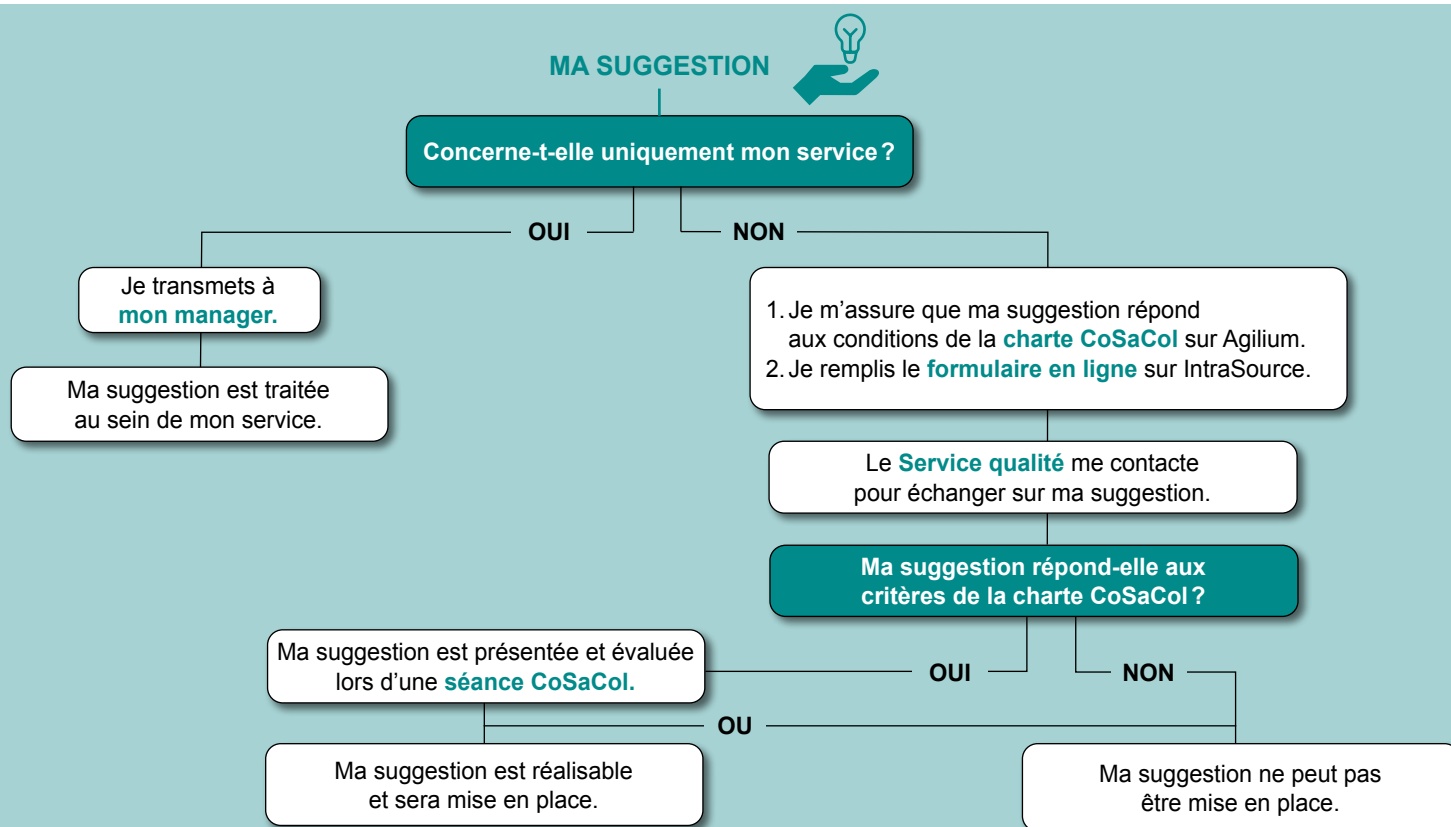 MA SUGGESTION
Concerne-t-elle uniquement mon service ?
OUI
NON
Je transmets à
mon manager.
Ma suggestion est traitée
au sein de mon service.
1. Je m’assure que ma suggestion répond
aux conditions de la charte CoSaCol sur Agilium.
2. Je remplis le formulaire en ligne sur IntraSource.
Le Service qualité me contacte
pour échanger sur ma suggestion.
Ma suggestion répond-elle aux
critères de la charte CoSaCol ?
OUI
NON
Ma suggestion est présentée et évaluée
lors d’une séance CoSaCol.
OU
Ma suggestion est réalisable
et sera mise en place.
Ma suggestion ne peut pas
être mise en place.